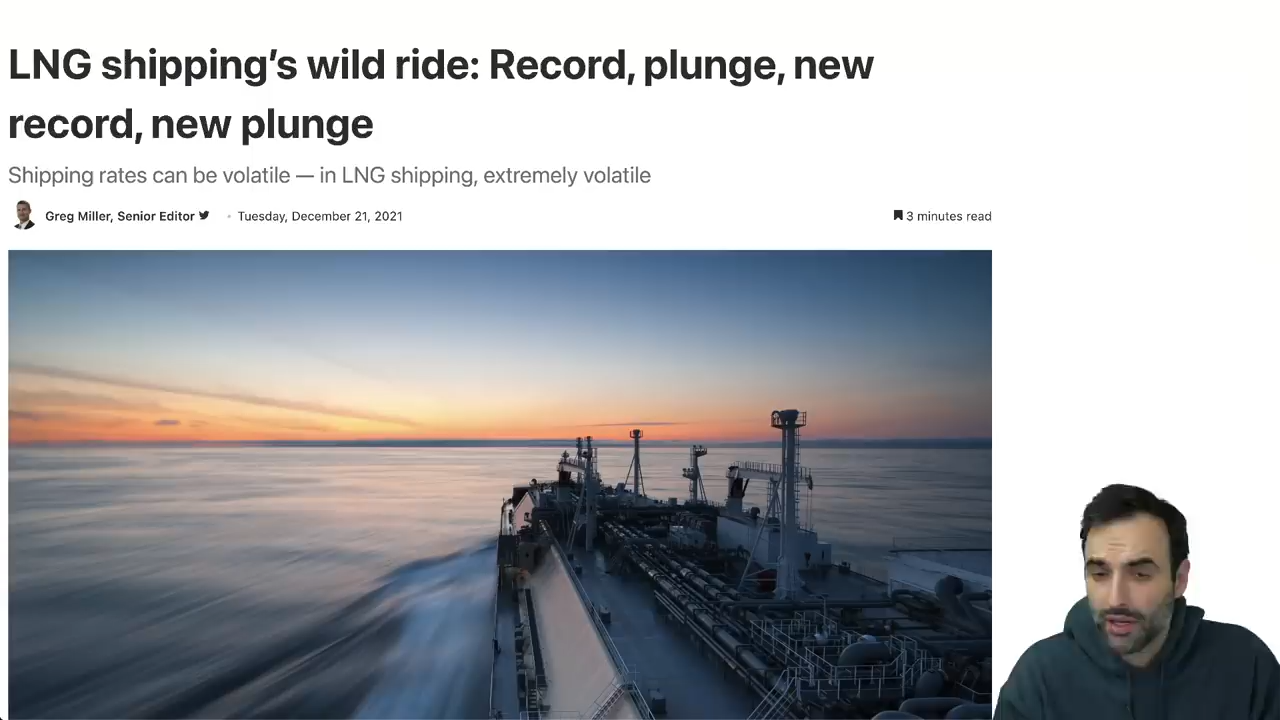 LNG shipping’s wild ride: Record, plunge, new
record, new plunge
Shipping rates can be volatile — in LNG shipping, extremely volatile
Greg Miller, Senior Editor
Tuesday, December 21, 2021
3 minutes read